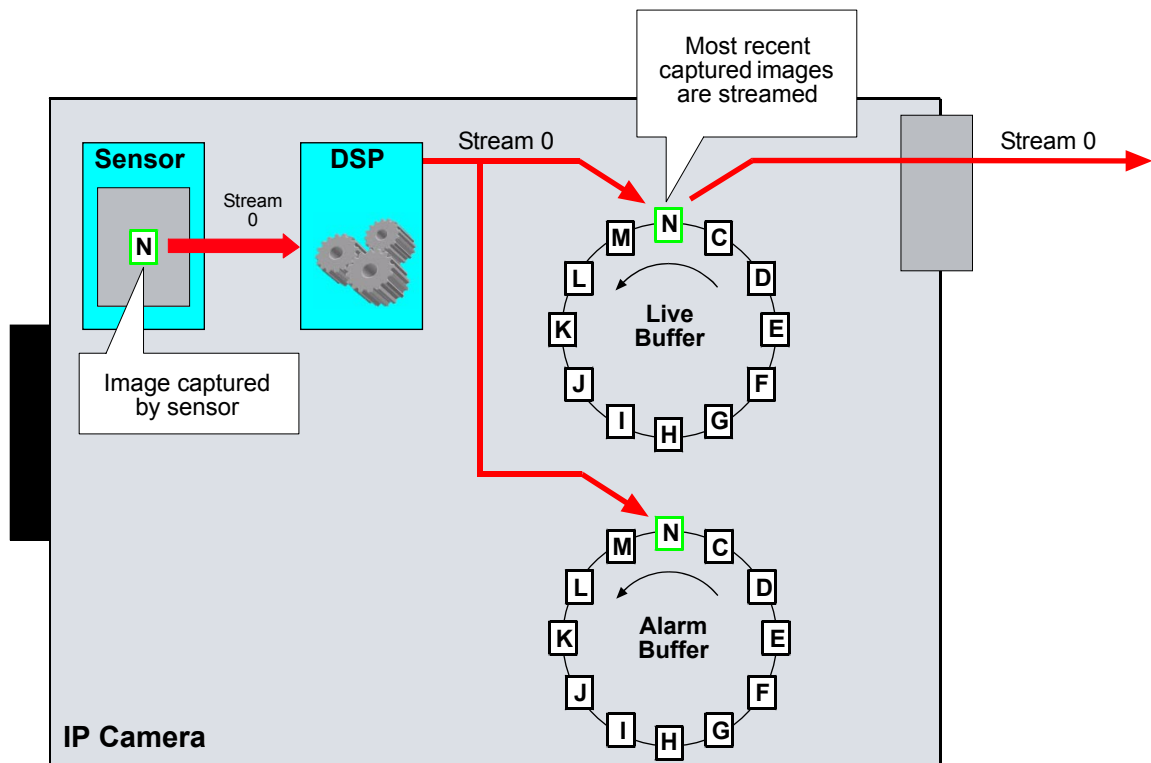 Most recent
captured images
are streamed
Sensor
DSP
Stream 0
Stream 0
Stream
0
N
N
M
C
L
D
Live
Buffer
K
E
J
F
I
G
H
Image captured
by sensor
N
M
C
L
D
Alarm
Buffer
K
E
J
F
I
G
H
IP Camera